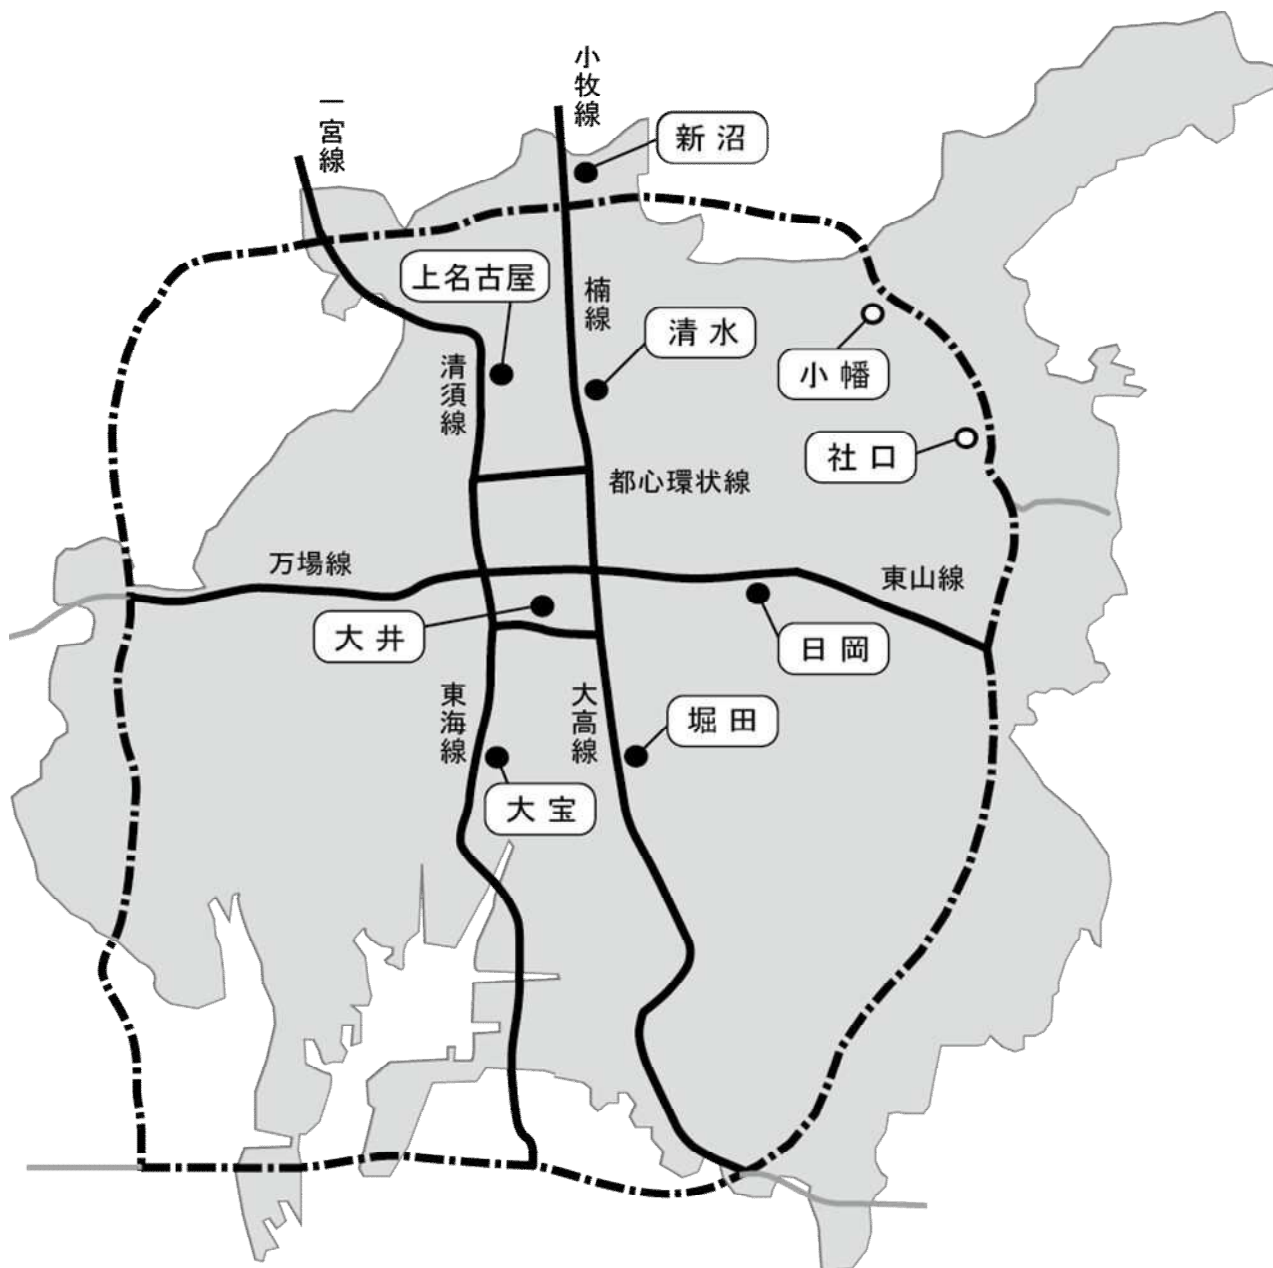 小牧線
一宮線
新沼
上名古屋
楠線
清水
小幡
清須線
社口
都心環状線
万場線
東山線
大井
日岡
東海線
大高線
堀田
大宝